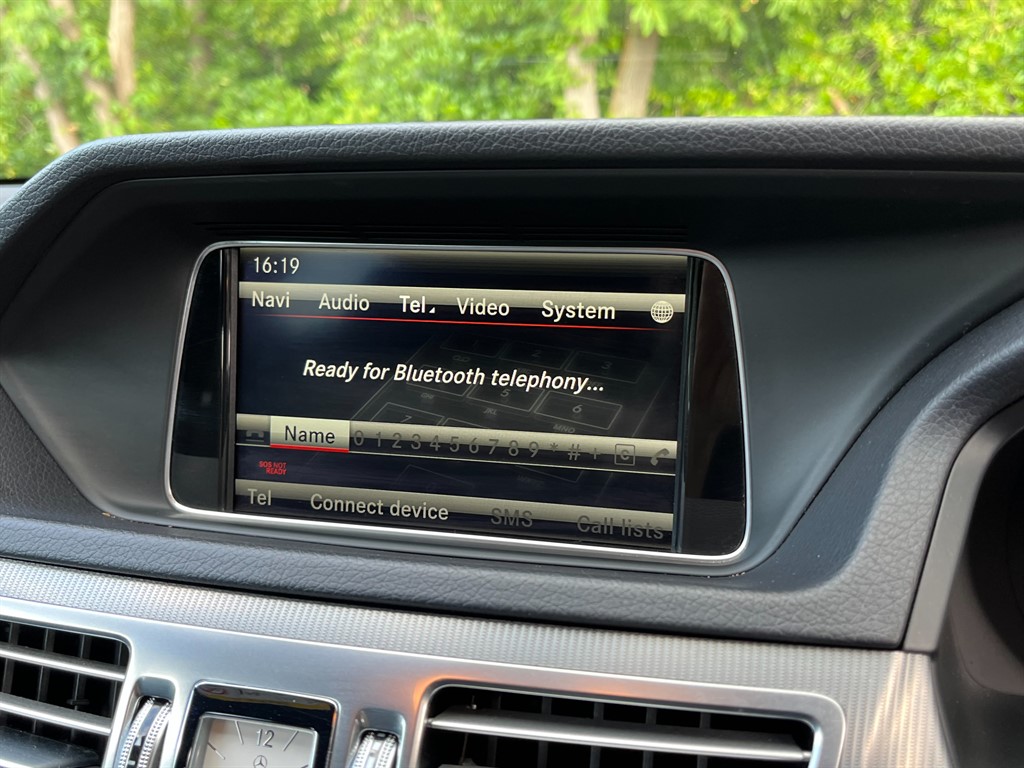 16:19
Navi Audio Tel Video System
Ready for Bluetooth telephony...
Name 0 1 2 3 4 5 6 7 8 9 * # + C
SOS NOT
READY
Tel Connect device SMS Call lists
12